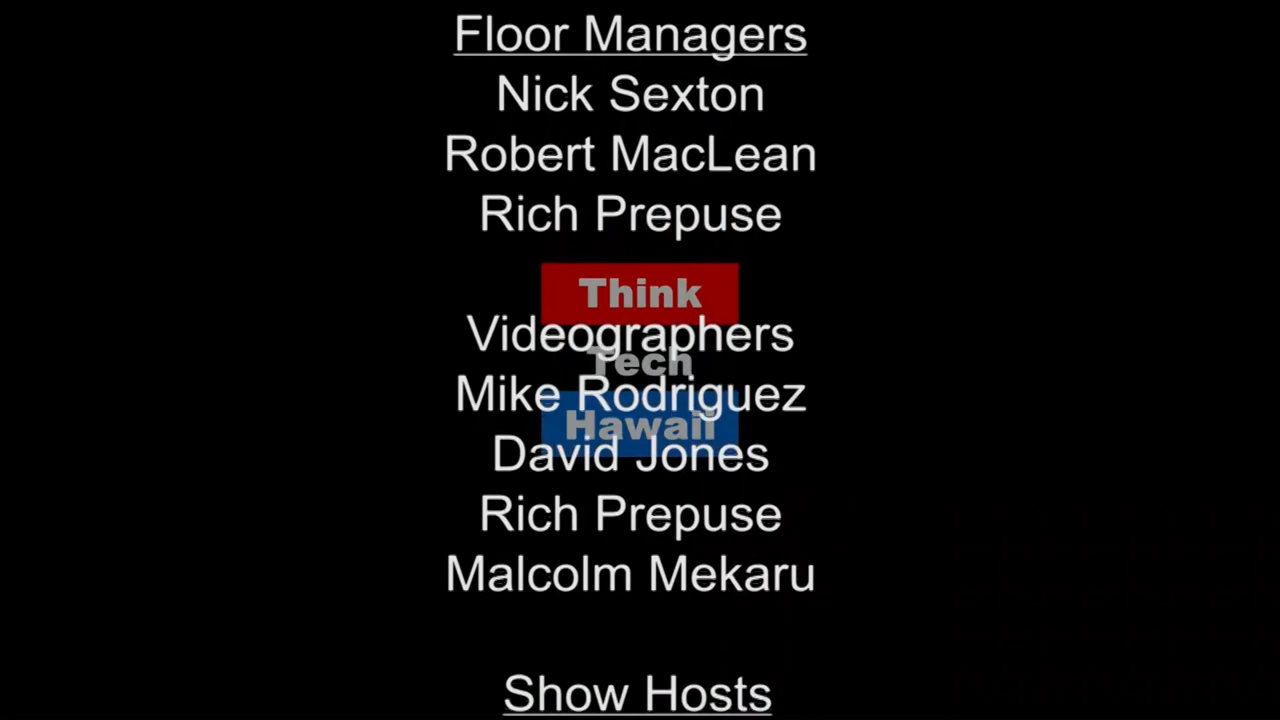 Floor Managers
Nick Sexton
Robert MacLean
Rich Prepuse
Think
Videographers
Tech
Mike Rodriguez
Hawaii
David Jones
Rich Prepuse
Malcolm Mekaru
Show Hosts